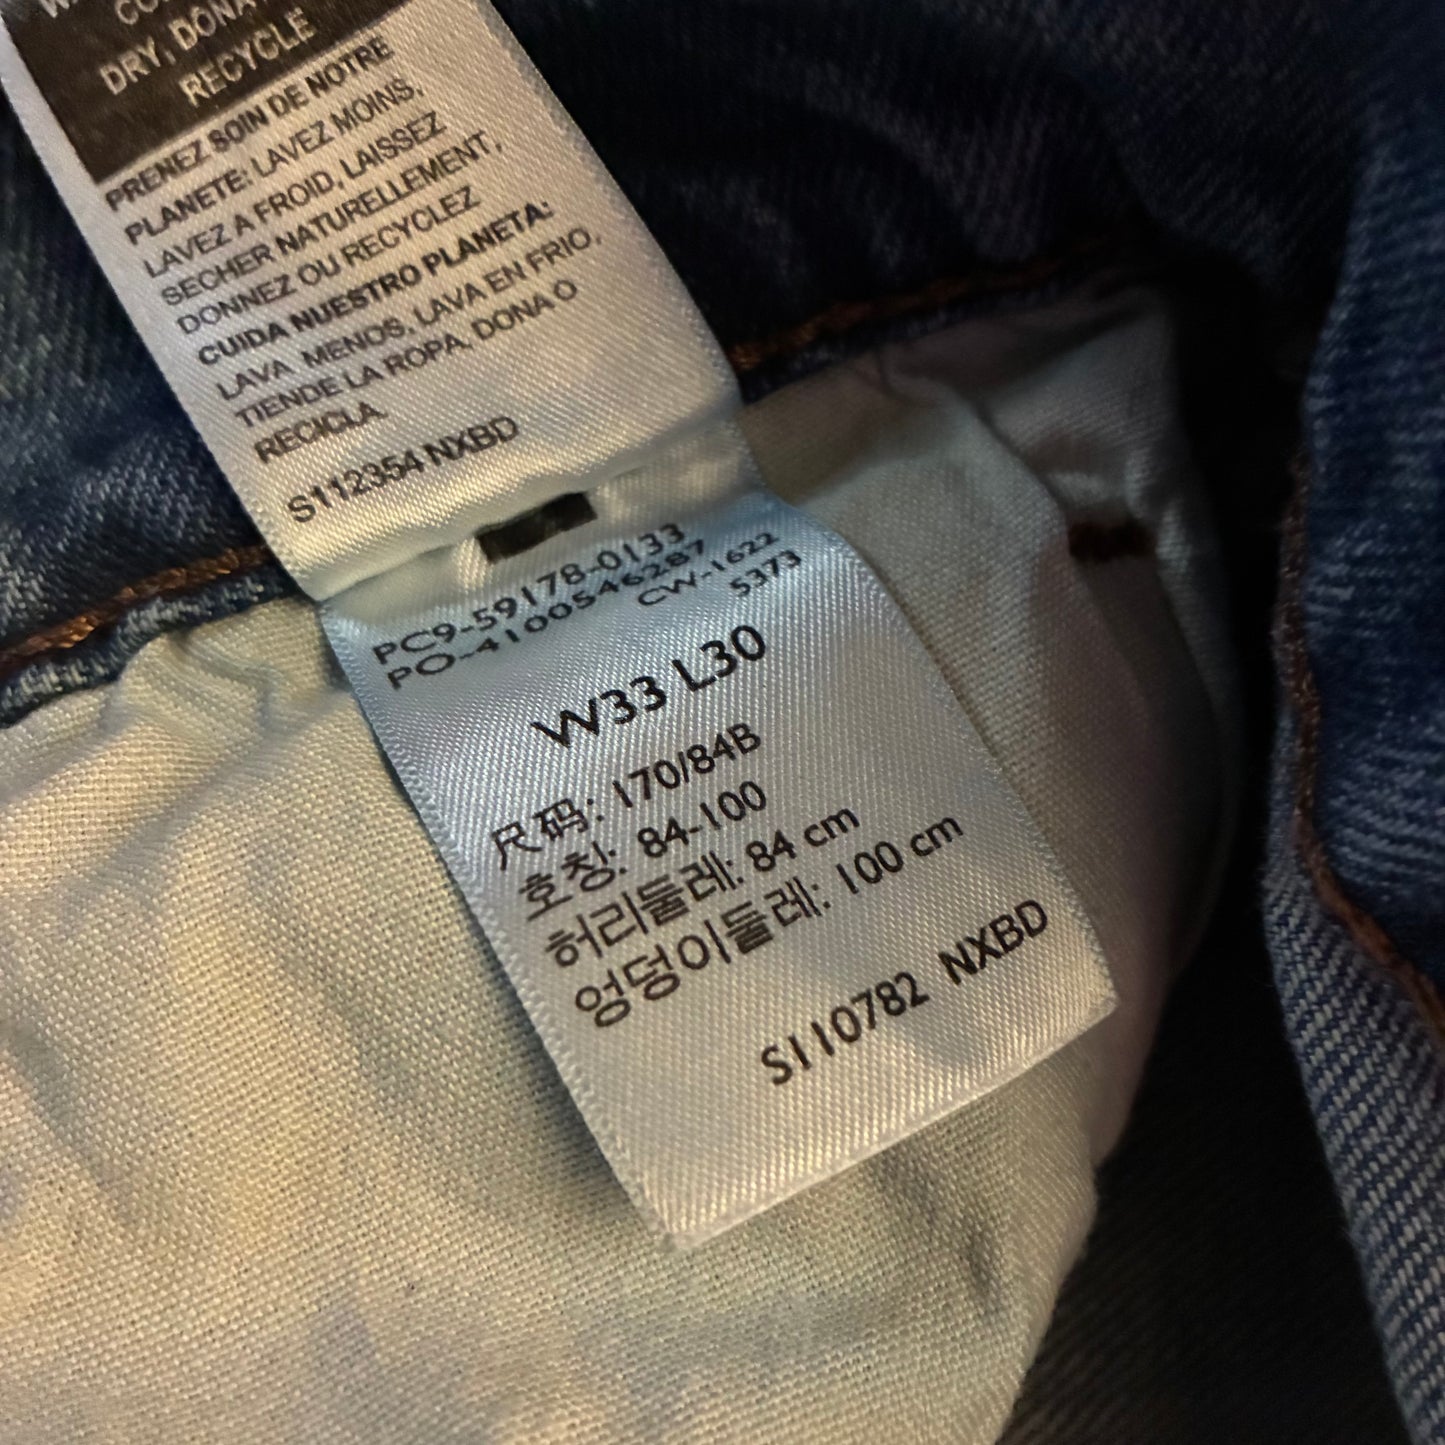 DRY, DONA
RECYCLE
PRENEZ SOIN DE NOTRE
PLANETE: LAVEZ MOINS,
LAVEZ A FROID, LAISSEZ
SECHER NATURELLEMENT,
DONNEZ OU RECYCLEZ
CUIDA NUESTRO PLANETA:
LAVA MENOS, LAVA EN FRIO,
TIENDE LA ROPA, DONA O
RECICLA.
S112354 NXBD
PC9-59178-0133
PO-4100546287
CW-1622
5373
W33 L30
尺码: 170/84B
호칭: 84-100
허리둘레: 84 cm
엉덩이둘레: 100 cm
S110782 NXBD